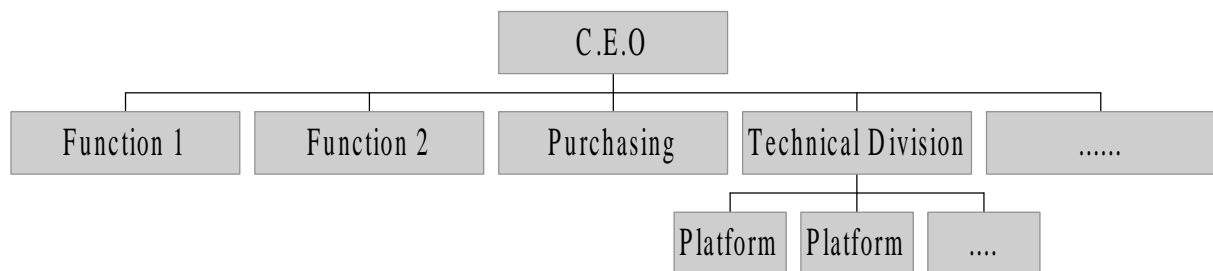 C.E.O
Function 1
Function 2
Purchasing
Technical Division
......
Platform
Platform
....